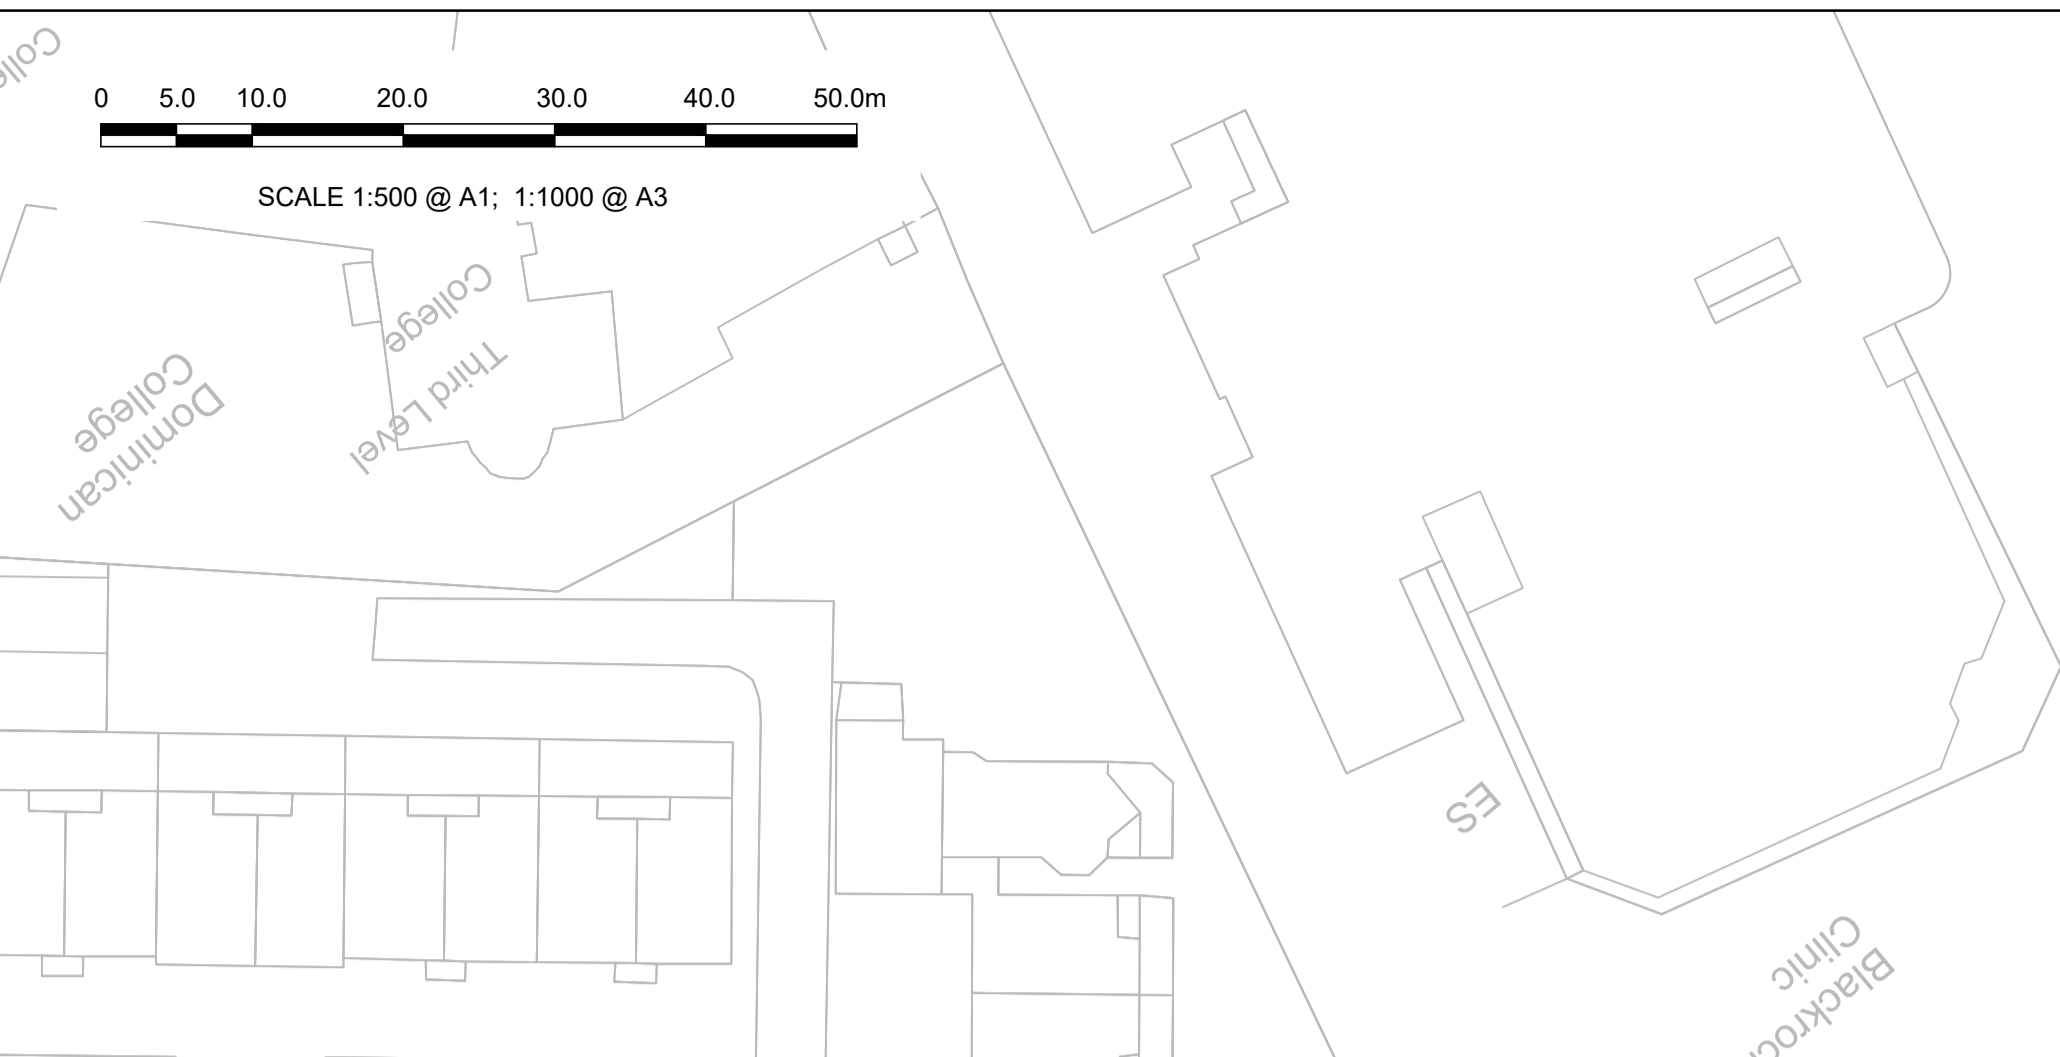 0 5.0 10.0 20.0 30.0 40.0 50.0m
SCALE 1:500 @ A1; 1:1000 @ A3
Third Level
College
Dominican
College
ES
Clinic